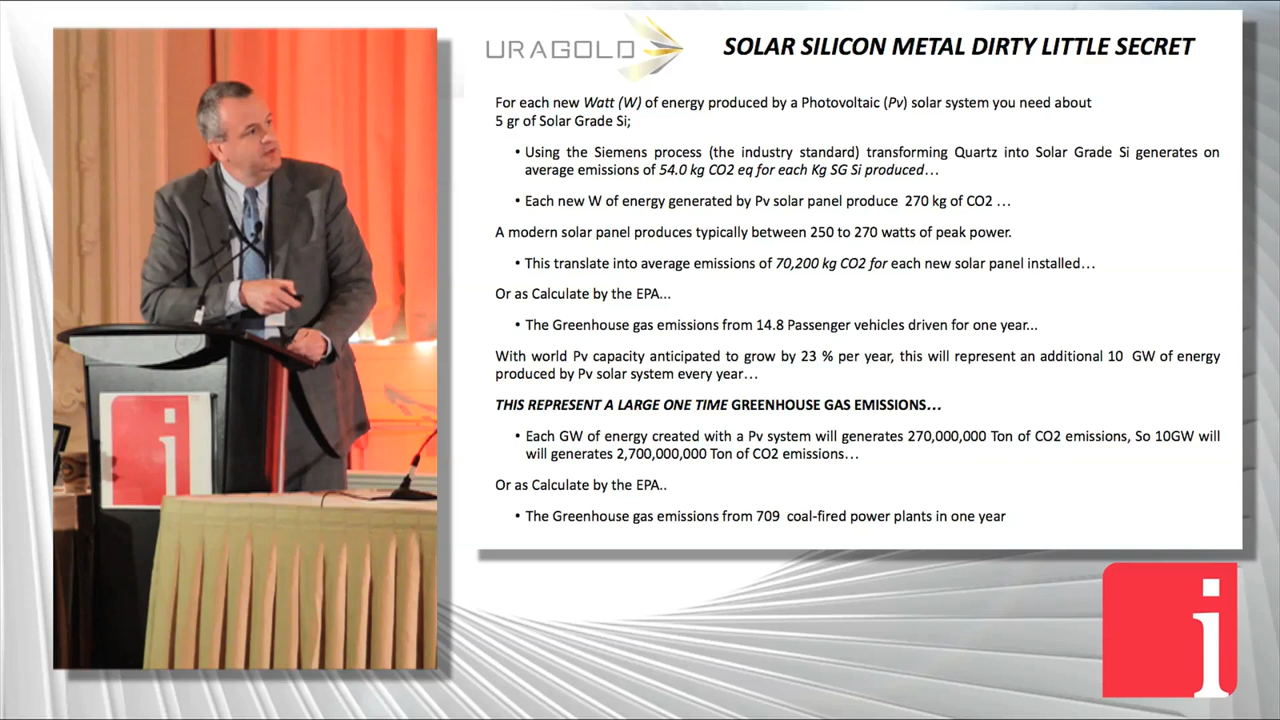 URAGOLD
SOLAR SILICON METAL DIRTY LITTLE SECRET
For each new Watt (W) of energy produced by a Photovoltaic (Pv) solar system you need about
5 gr of Solar Grade Si;
• Using the Siemens process (the industry standard) transforming Quartz into Solar Grade Si generates on
average emissions of 54.0 kg CO2 eq for each Kg SG Si produced…
• Each new W of energy generated by Pv solar panel produce 270 kg of CO2 …
A modern solar panel produces typically between 250 to 270 watts of peak power.
• This translate into average emissions of 70,200 kg CO2 for each new solar panel installed…
Or as Calculate by the EPA...
• The Greenhouse gas emissions from 14.8 Passenger vehicles driven for one year...
With world Pv capacity anticipated to grow by 23 % per year, this will represent an additional 10 GW of energy
produced by Pv solar system every year…
THIS REPRESENT A LARGE ONE TIME GREENHOUSE GAS EMISSIONS…
• Each GW of energy created with a Pv system will generates 270,000,000 Ton of CO2 emissions, So 10GW will
will generates 2,700,000,000 Ton of CO2 emissions…
Or as Calculate by the EPA..
• The Greenhouse gas emissions from 709 coal-fired power plants in one year
i
i